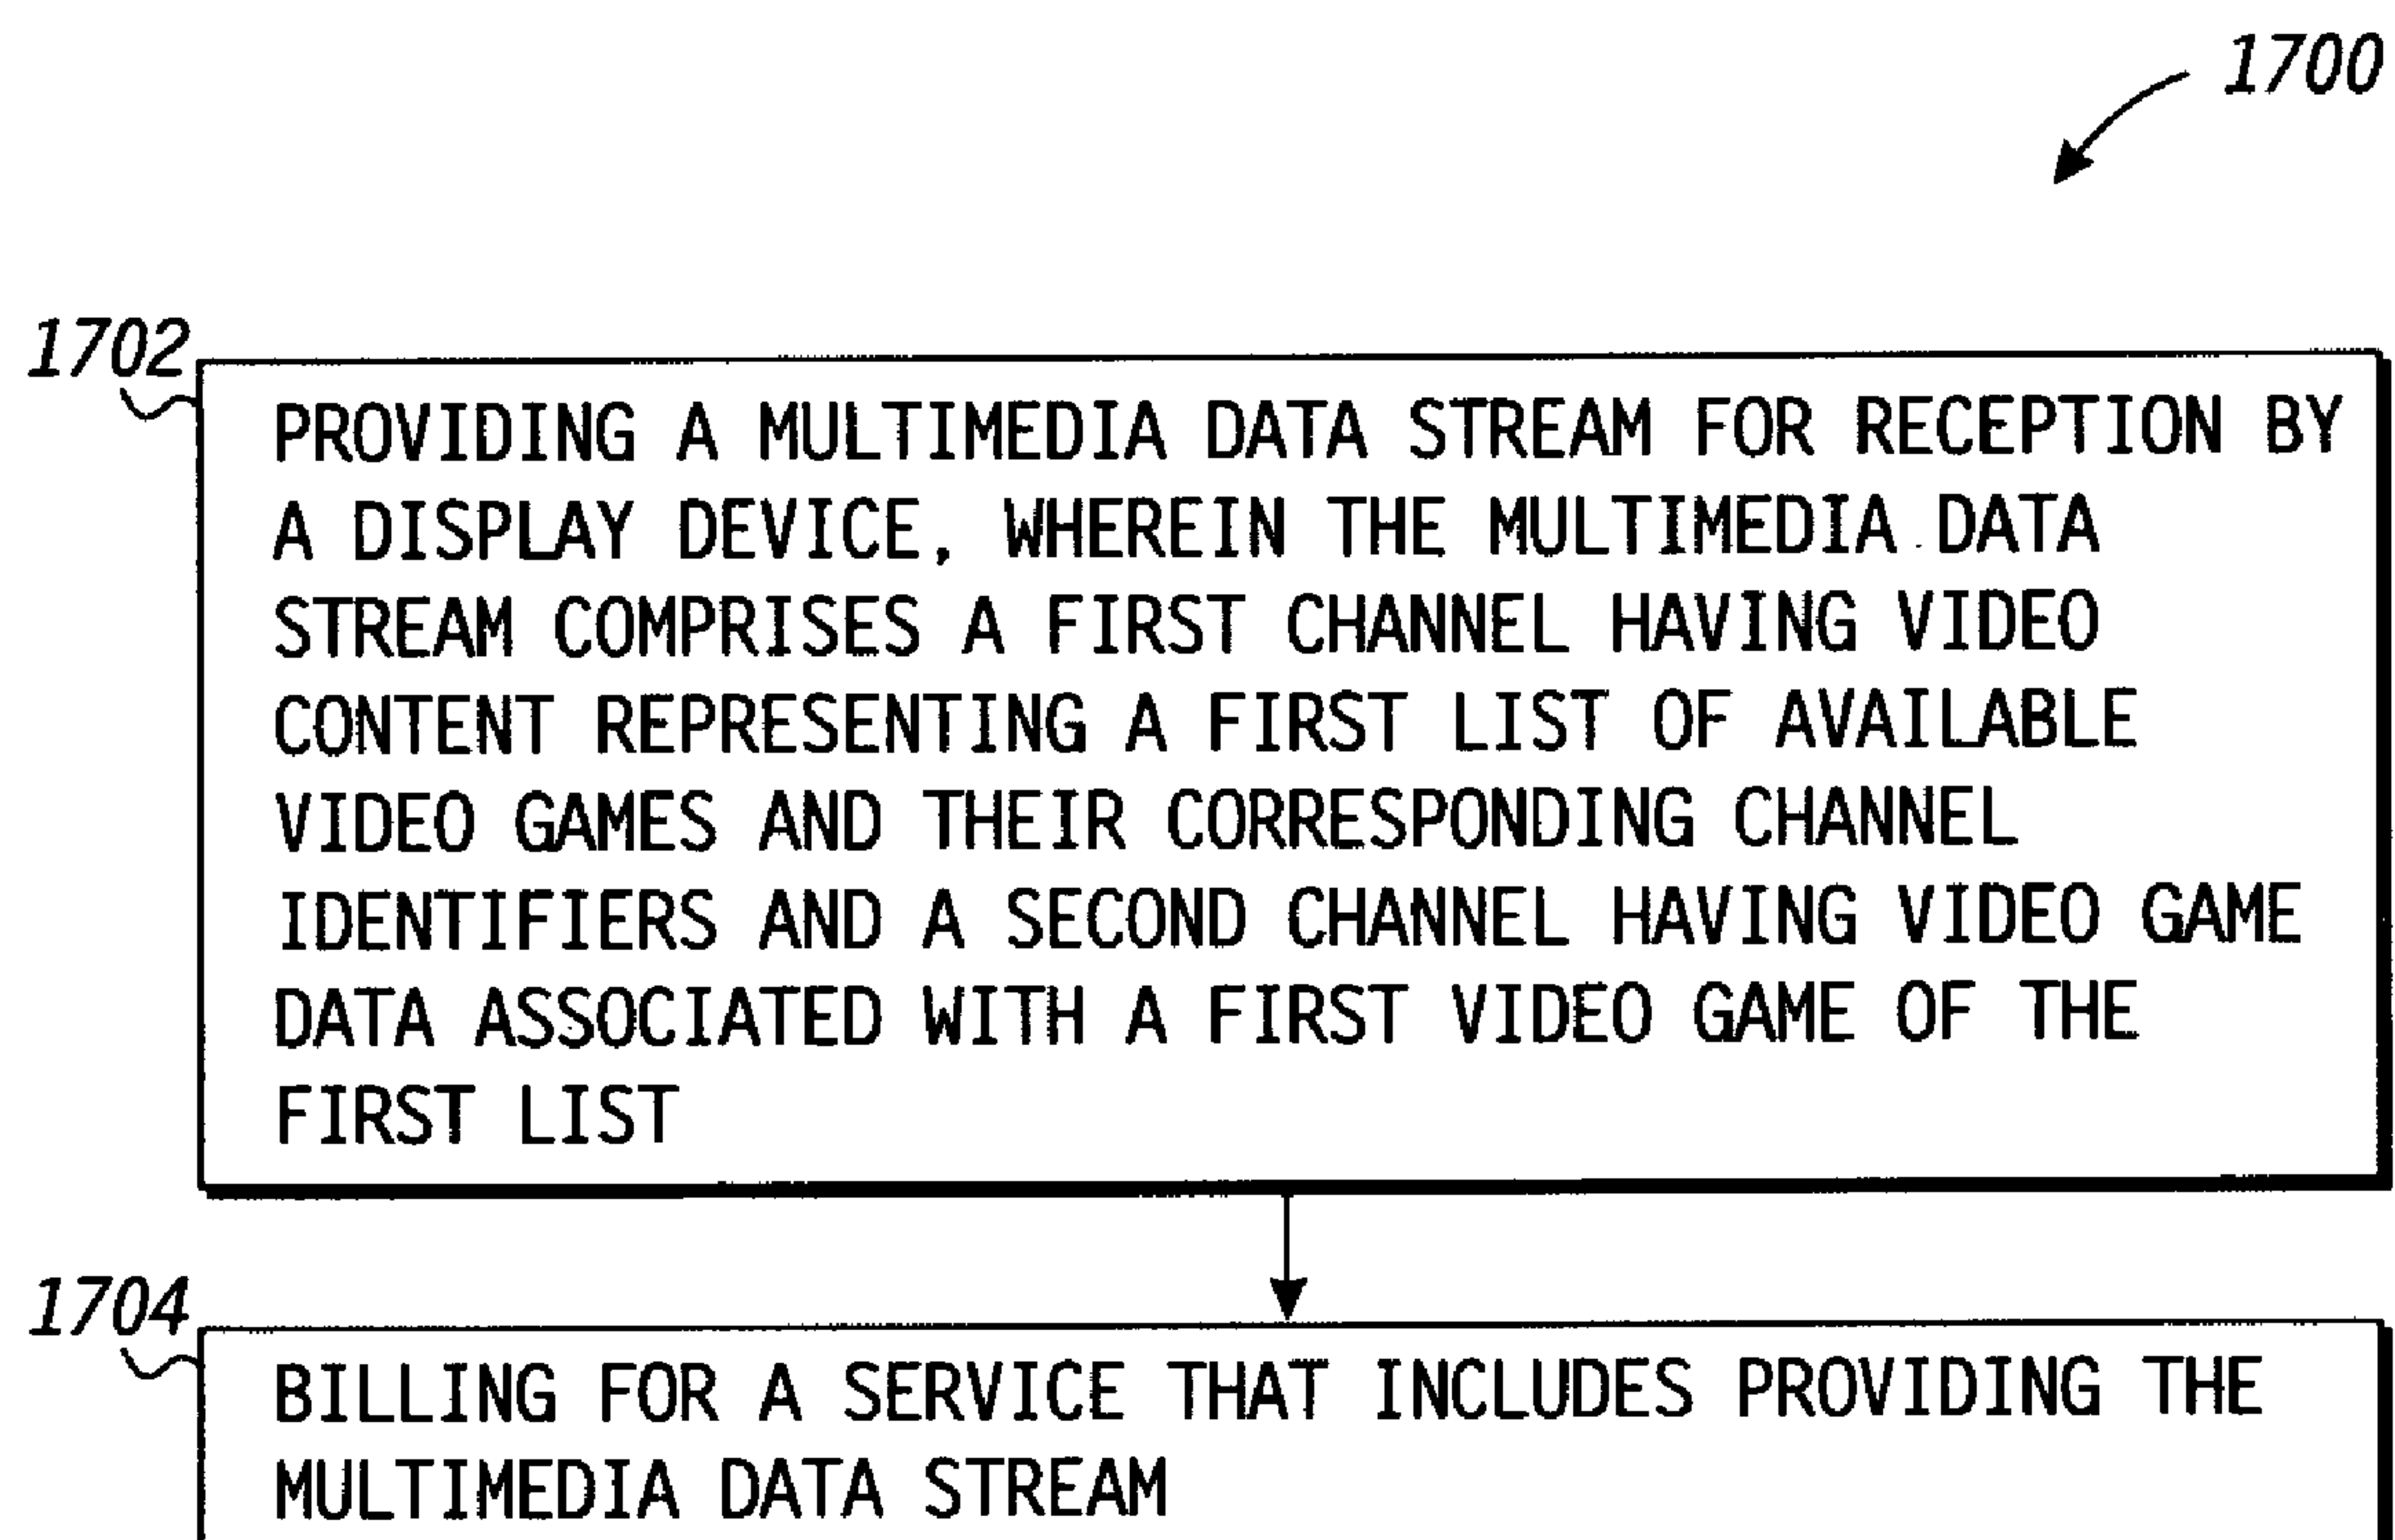 1700
1702
PROVIDING A MULTIMEDIA DATA STREAM FOR RECEPTION BY
A DISPLAY DEVICE, WHEREIN THE MULTIMEDIA DATA
STREAM COMPRISES A FIRST CHANNEL HAVING VIDEO
CONTENT REPRESENTING A FIRST LIST OF AVAILABLE
VIDEO GAMES AND THEIR CORRESPONDING CHANNEL
IDENTIFIERS AND A SECOND CHANNEL HAVING VIDEO GAME
DATA ASSOCIATED WITH A FIRST VIDEO GAME OF THE
FIRST LIST
1704
BILLING FOR A SERVICE THAT INCLUDES PROVIDING THE
MULTIMEDIA DATA STREAM